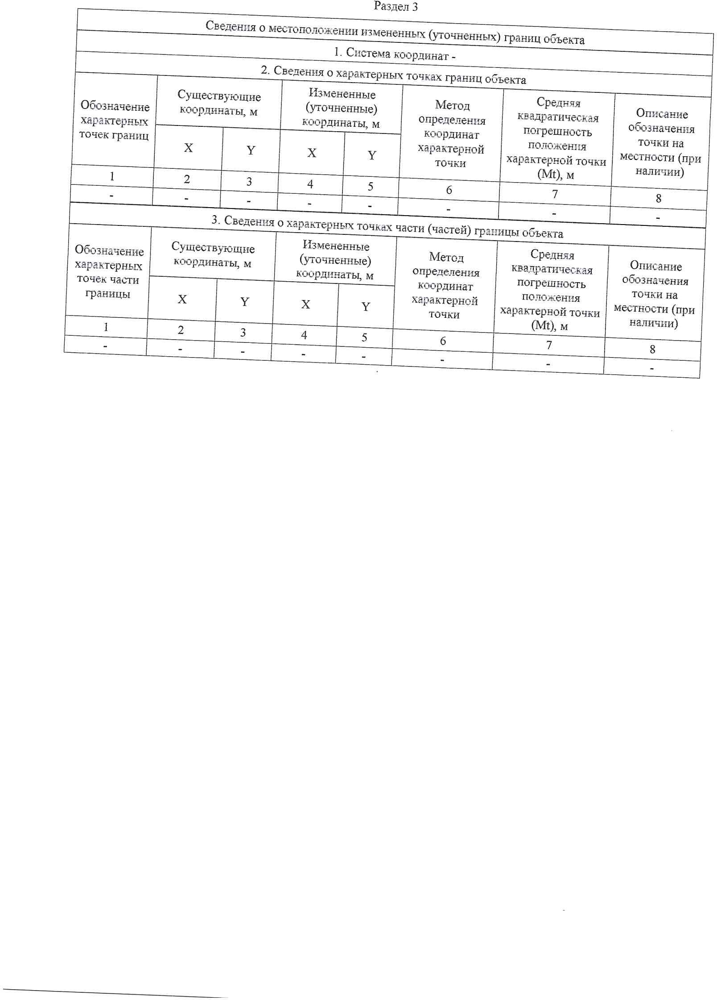 Раздел 3
Сведения о местоположении измененных (уточненных) границ объекта
1. Система координат -
2. Сведения о характерных точках границ объекта
Обозначение
характерных
точек границ
Существующие
координаты, м
Измененные
(уточненные)
координаты, м
Метод
определения
координат
характерной
точки
Средняя
квадратическая
погрешность
положения
характерной точки
(Mt), м
Описание
обозначения
точки на
местности (при
наличии)
X Y X Y
1 2 3 4 5 6 7 8
- - - - - - - -
3. Сведения о характерных точках части (частей) границы объекта
Обозначение
характерных
точек части
границы
Существующие
координаты, м
Измененные
(уточненные)
координаты, м
Метод
определения
координат
характерной
точки
Средняя
квадратическая
погрешность
положения
характерной точки
(Mt), м
Описание
обозначения
точки на
местности (при
наличии)
X Y X Y
1 2 3 4 5 6 7 8
- - - - - - - -